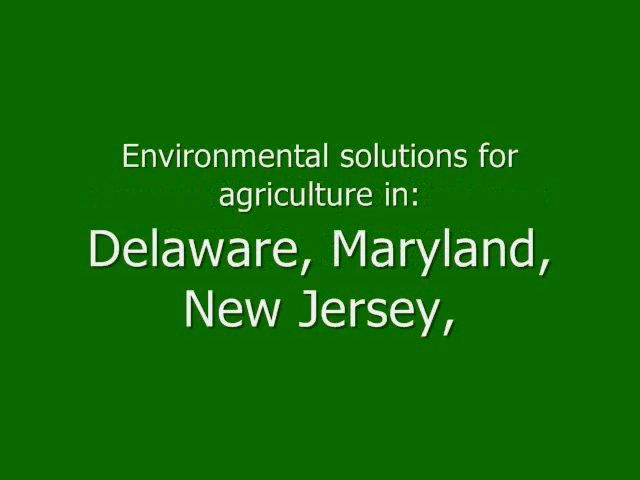 Environmental solutions for
agriculture in:
Delaware, Maryland,
New Jersey,